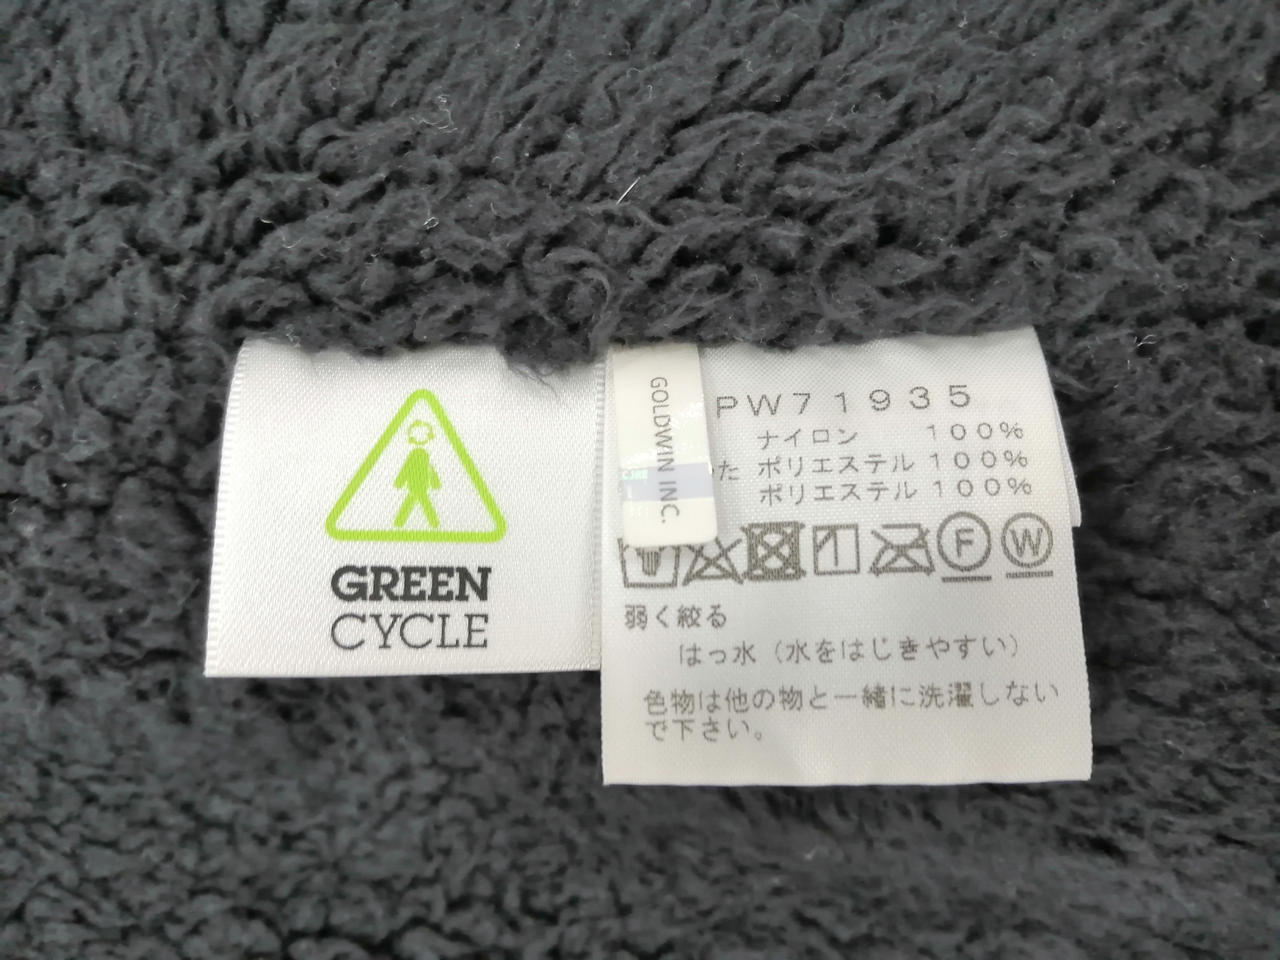 GREEN
CYCLE
GOLDWIN INC.
PW71935
ナイロン 100%
た ポリエステル 100%
ポリエステル 100%
F W
弱く絞る
はっ水（水をはじきやすい）
色物は他の物と一緒に洗濯しない
で下さい。